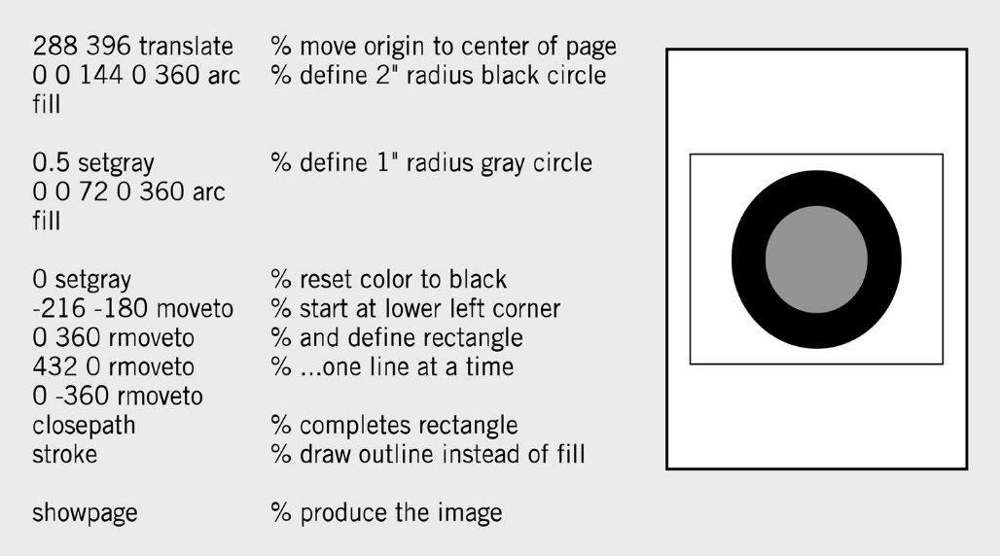 288 396 translate % move origin to center of page
0 0 144 0 360 arc % define 2" radius black circle
fill
0.5 setgray % define 1" radius gray circle
0 0 72 0 360 arc
fill
0 setgray % reset color to black
-216 -180 moveto % start at lower left corner
0 360 rmoveto % and define rectangle
432 0 rmoveto % ...one line at a time
0 -360 rmoveto
closepath % completes rectangle
stroke % draw outline instead of fill
showpage % produce the image